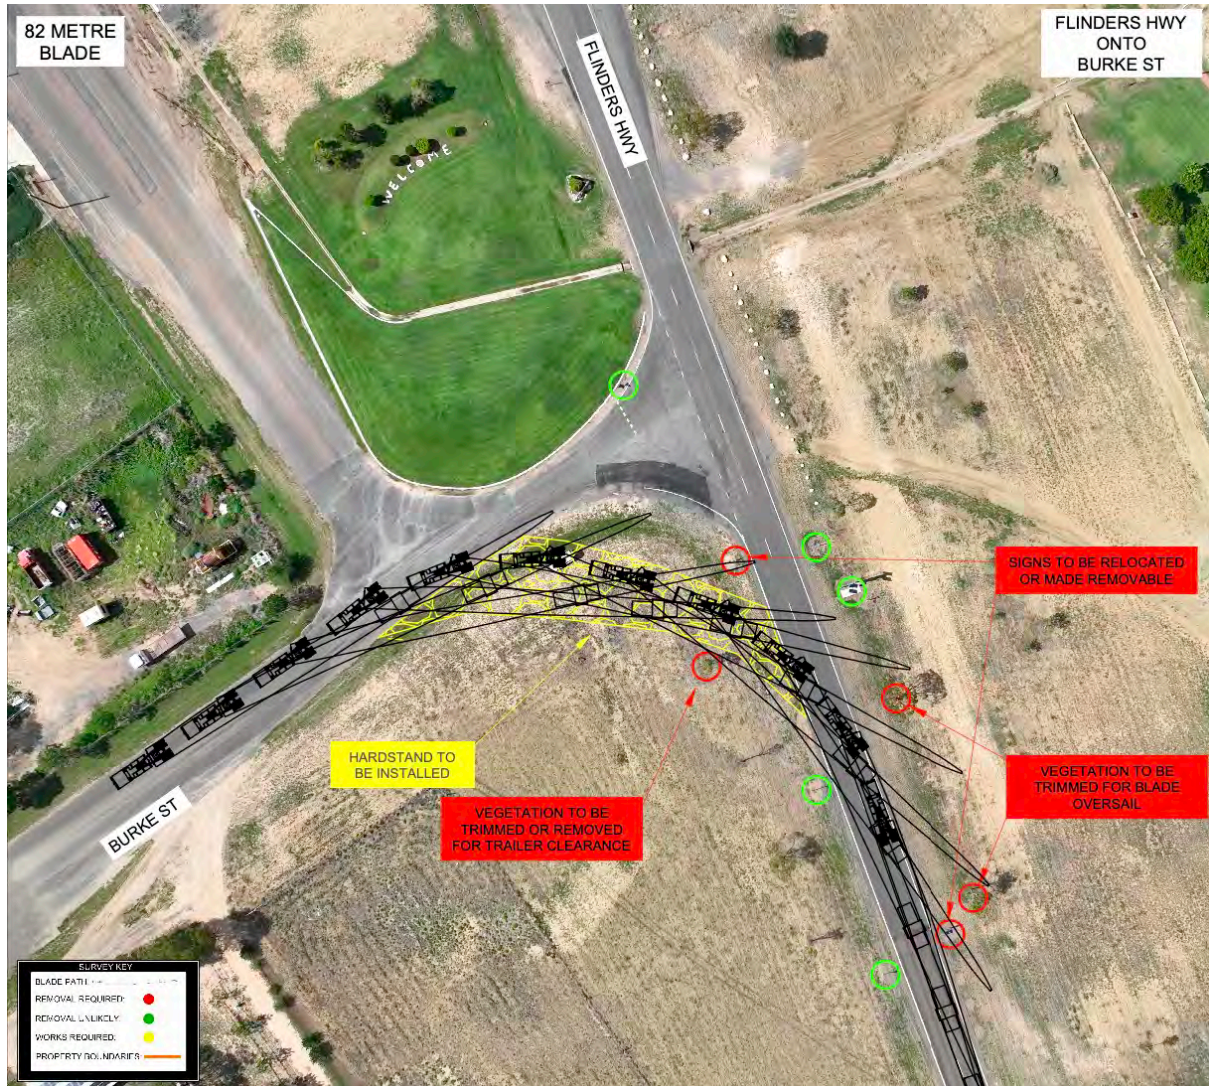 82 METRE
BLADE
FLINDERS HWY
ONTO
BURKE ST
FLINDERS HWY
WELCOME
SIGNS TO BE RELOCATED
OR MADE REMOVABLE
HARDSTAND TO
BE INSTALLED
VEGETATION TO BE
TRIMMED FOR BLADE
OVERSAIL
VEGETATION TO BE
TRIMMED OR REMOVED
FOR TRAILER CLEARANCE
BURKE ST
SURVEY KEY
BLADE PATH:
REMOVAL REQUIRED:
REMOVAL UNLIKELY:
WORKS REQUIRED:
PROPERTY BOUNDARIES: